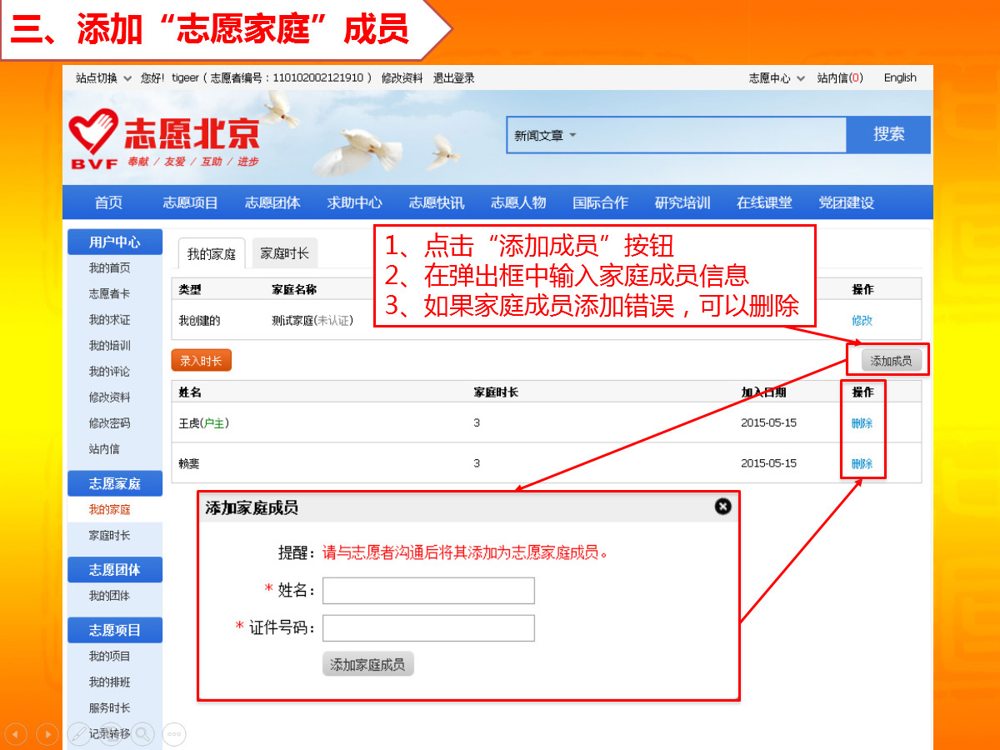 三、添加“志愿家庭”成员
站点切换 您好! tigeer ( 志愿者编号：110102002121910 ) 修改资料 退出登录 志愿中心 站内信(0) English
志愿北京
BVF 奉献 / 友爱 / 互助 / 进步
新闻文章 搜索
首页 志愿项目 志愿团体 求助中心 志愿快讯 志愿人物 国际合作 研究培训 在线课堂 党团建设
用户中心
我的首页
志愿者卡
我的求证
我的培训
我的评论
修改资料
修改密码
站内信
志愿家庭
我的家庭
家庭时长
志愿团体
我的团体
志愿项目
我的项目
我的排班
服务时长
记录转移
我的家庭 家庭时长
1、点击“添加成员”按钮
2、在弹出框中输入家庭成员信息
3、如果家庭成员添加错误，可以删除
类型 家庭名称 操作
我创建的 测试家庭(未认证) 修改
录入时长 添加成员
姓名 家庭时长 加入日期 操作
王虎(户主) 3 2015-05-15 删除
赖斐 3 2015-05-15 删除
添加家庭成员
提醒：请与志愿者沟通后将其添加为志愿家庭成员。
* 姓名：
* 证件号码：
添加家庭成员